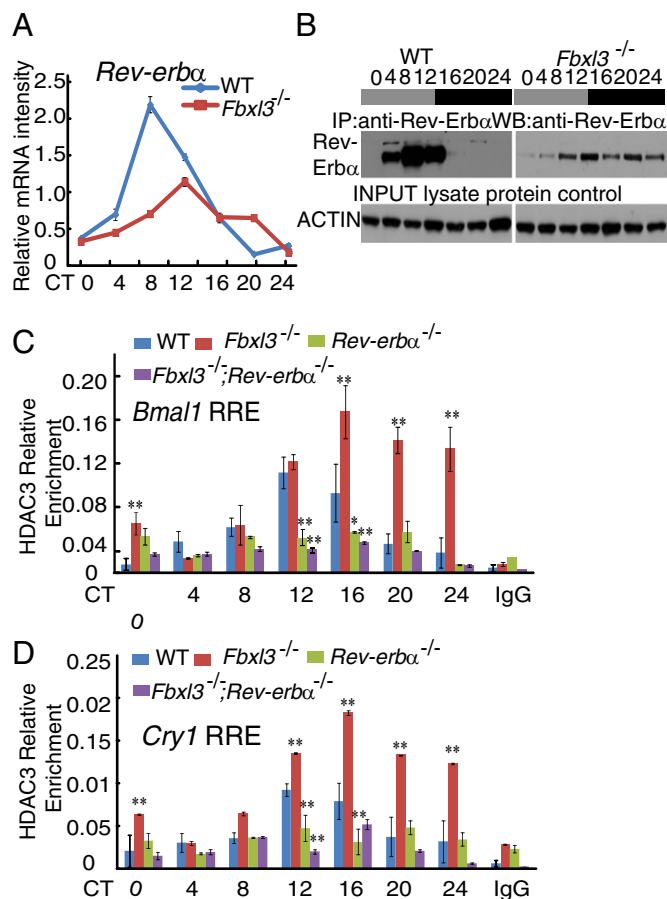 A
Rev-erbα
WT
Fbxl3-/-
Relative mRNA intensity
2.5
2.0
1.5
1.0
0.5
0
CT 0 4 8 12 16 20 24
B
WT Fbxl3 -/-
0 4 8 12 16 20 24 0 4 8 12 16 20 24
IP:anti-Rev-ErbαWB:anti-Rev-Erbα
Rev-
Erbα
INPUT lysate protein control
ACTIN
C
WT Fbxl3 -/- Rev-erbα -/-
Fbxl3 -/-;Rev-erbα -/-
Bmal1 RRE
HDAC3 Relative
Enrichment
0.20
0.16
0.12
0.08
0.04
0
** ** ** ** ** ** * **
CT 4 8 12 16 20 24 IgG
0
D
WT Fbxl3 -/- Rev-erbα -/-
Fbxl3 -/-;Rev-erbα -/-
Cry1 RRE
HDAC3 Relative
Enrichment
0.25
0.02
0.015
0.01
0.05
0
** ** ** ** ** ** ** **
CT 0 4 8 12 16 20 24 IgG